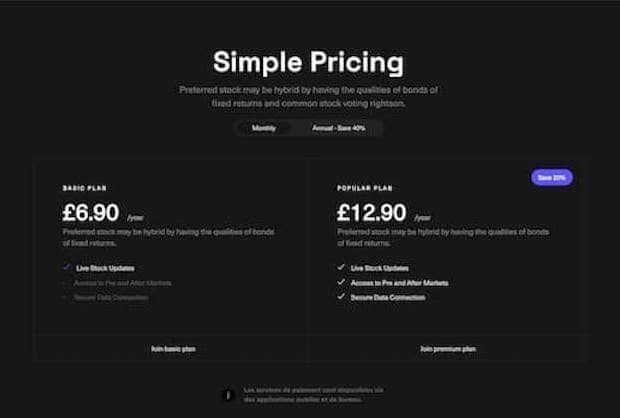 Simple Pricing
Preferred stock may be hybrid by having the qualities of bonds of
fixed returns and common stock voting rightson.
Monthly
Annual - Save 40%
Save 20%
BASIC PLAN
£6.90 /year
Preferred stock may be hybrid by having the qualities of bonds
of fixed returns.
Live Stock Updates
Access to Pre and After Markets
Secure Data Connection
Join basic plan
POPULAR PLAN
£12.90 /year
Preferred stock may be hybrid by having the qualities of bonds
of fixed returns.
Live Stock Updates
Access to Pre and After Markets
Secure Data Connection
Join premium plan
Les services de paiement sont disponibles via
des applications mobiles et de bureau.